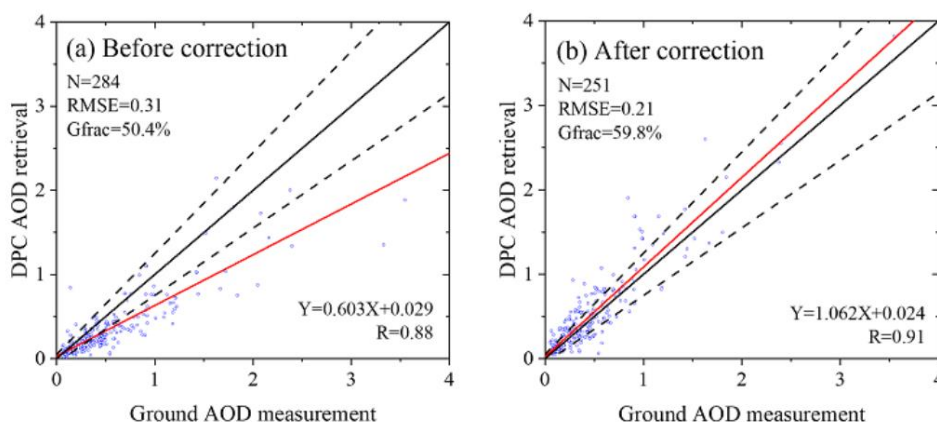 (a) Before correction
N=284
RMSE=0.31
Gfrac=50.4%
Y=0.603X+0.029
R=0.88
DPC AOD retrieval
4
3
2
1
0
0 1 2 3 4
Ground AOD measurement
(b) After correction
N=251
RMSE=0.21
Gfrac=59.8%
Y=1.062X+0.024
R=0.91
DPC AOD retrieval
4
3
2
1
0
0 1 2 3 4
Ground AOD measurement